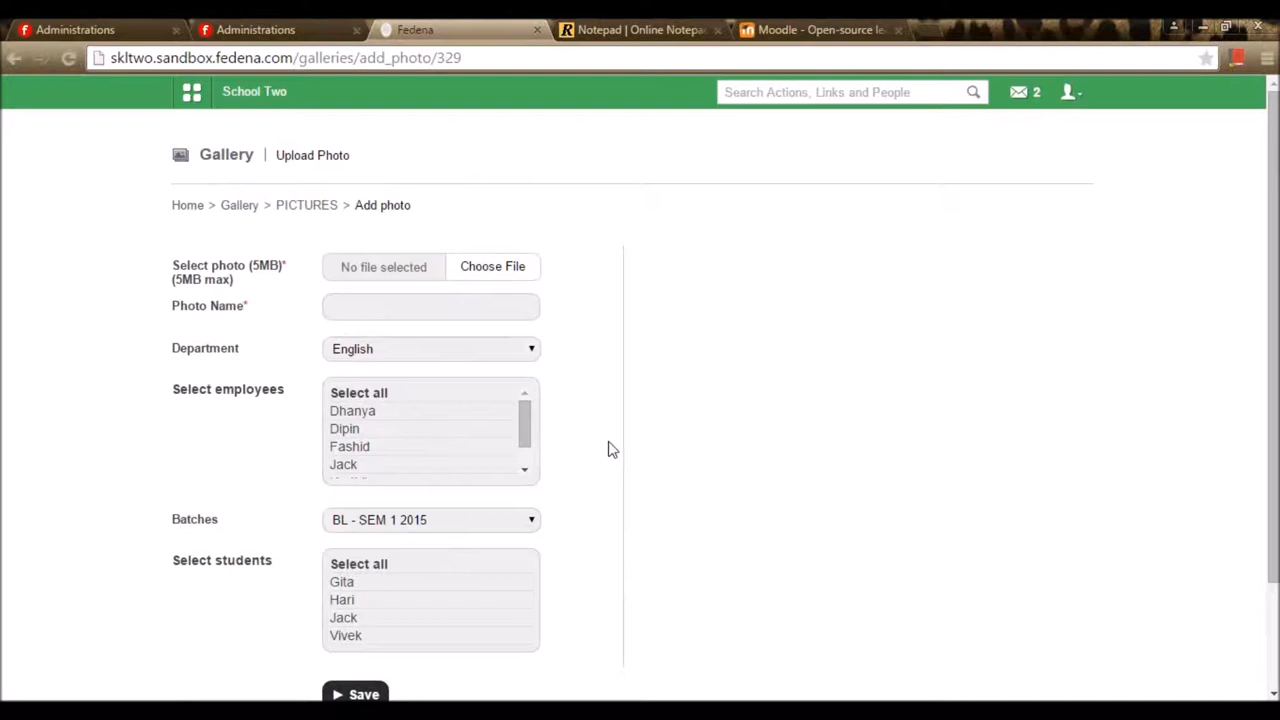 Administrations
Administrations
Fedena
Notepad | Online Notepa
Moodle - Open-source le
skltwo.sandbox.fedena.com/galleries/add_photo/329
School Two
Search Actions, Links and People
2
Gallery | Upload Photo
Home > Gallery > PICTURES > Add photo
Select photo (5MB)*
(5MB max)
No file selected
Choose File
Photo Name*
Department
English
Select employees
Select all
Dhanya
Dipin
Fashid
Jack
Batches
BL - SEM 1 2015
Select students
Select all
Gita
Hari
Jack
Vivek
Save